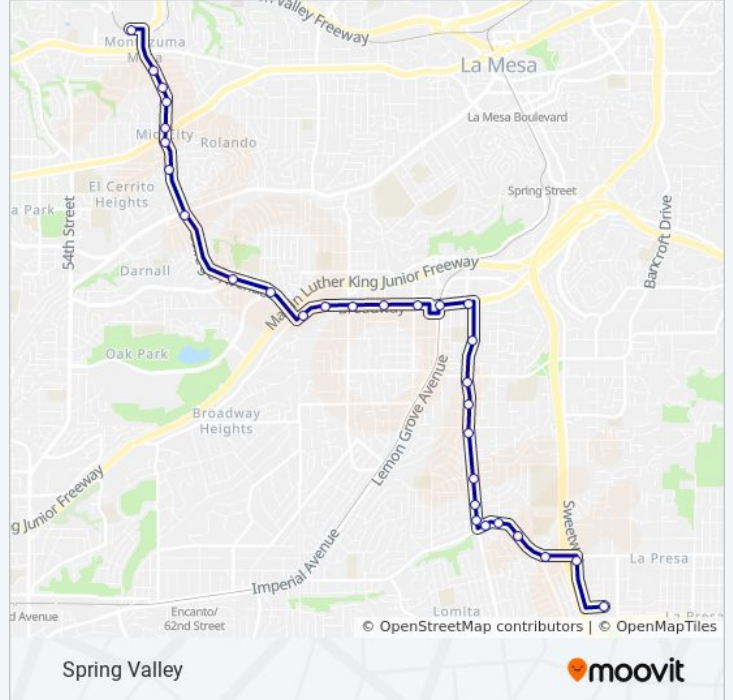 Valley Freeway
Montezuma
Mesa
La Mesa
La Mesa Boulevard
Mid-City
Rolando
El Cerrito
Heights
Spring Street
a Park
54th Street
Bancroft Drive
Darnall
Luther King Junior Freeway
Broadway
Oak Park
Broadway
Heights
Lemon Grove Avenue
g Junior Freeway
Sweetw
La Presa
Imperial Avenue
d Avenue
Encanto/
62nd Street
Lomita
La Presa
© OpenStreetMap contributors | © OpenMapTiles
Spring Valley
moovit